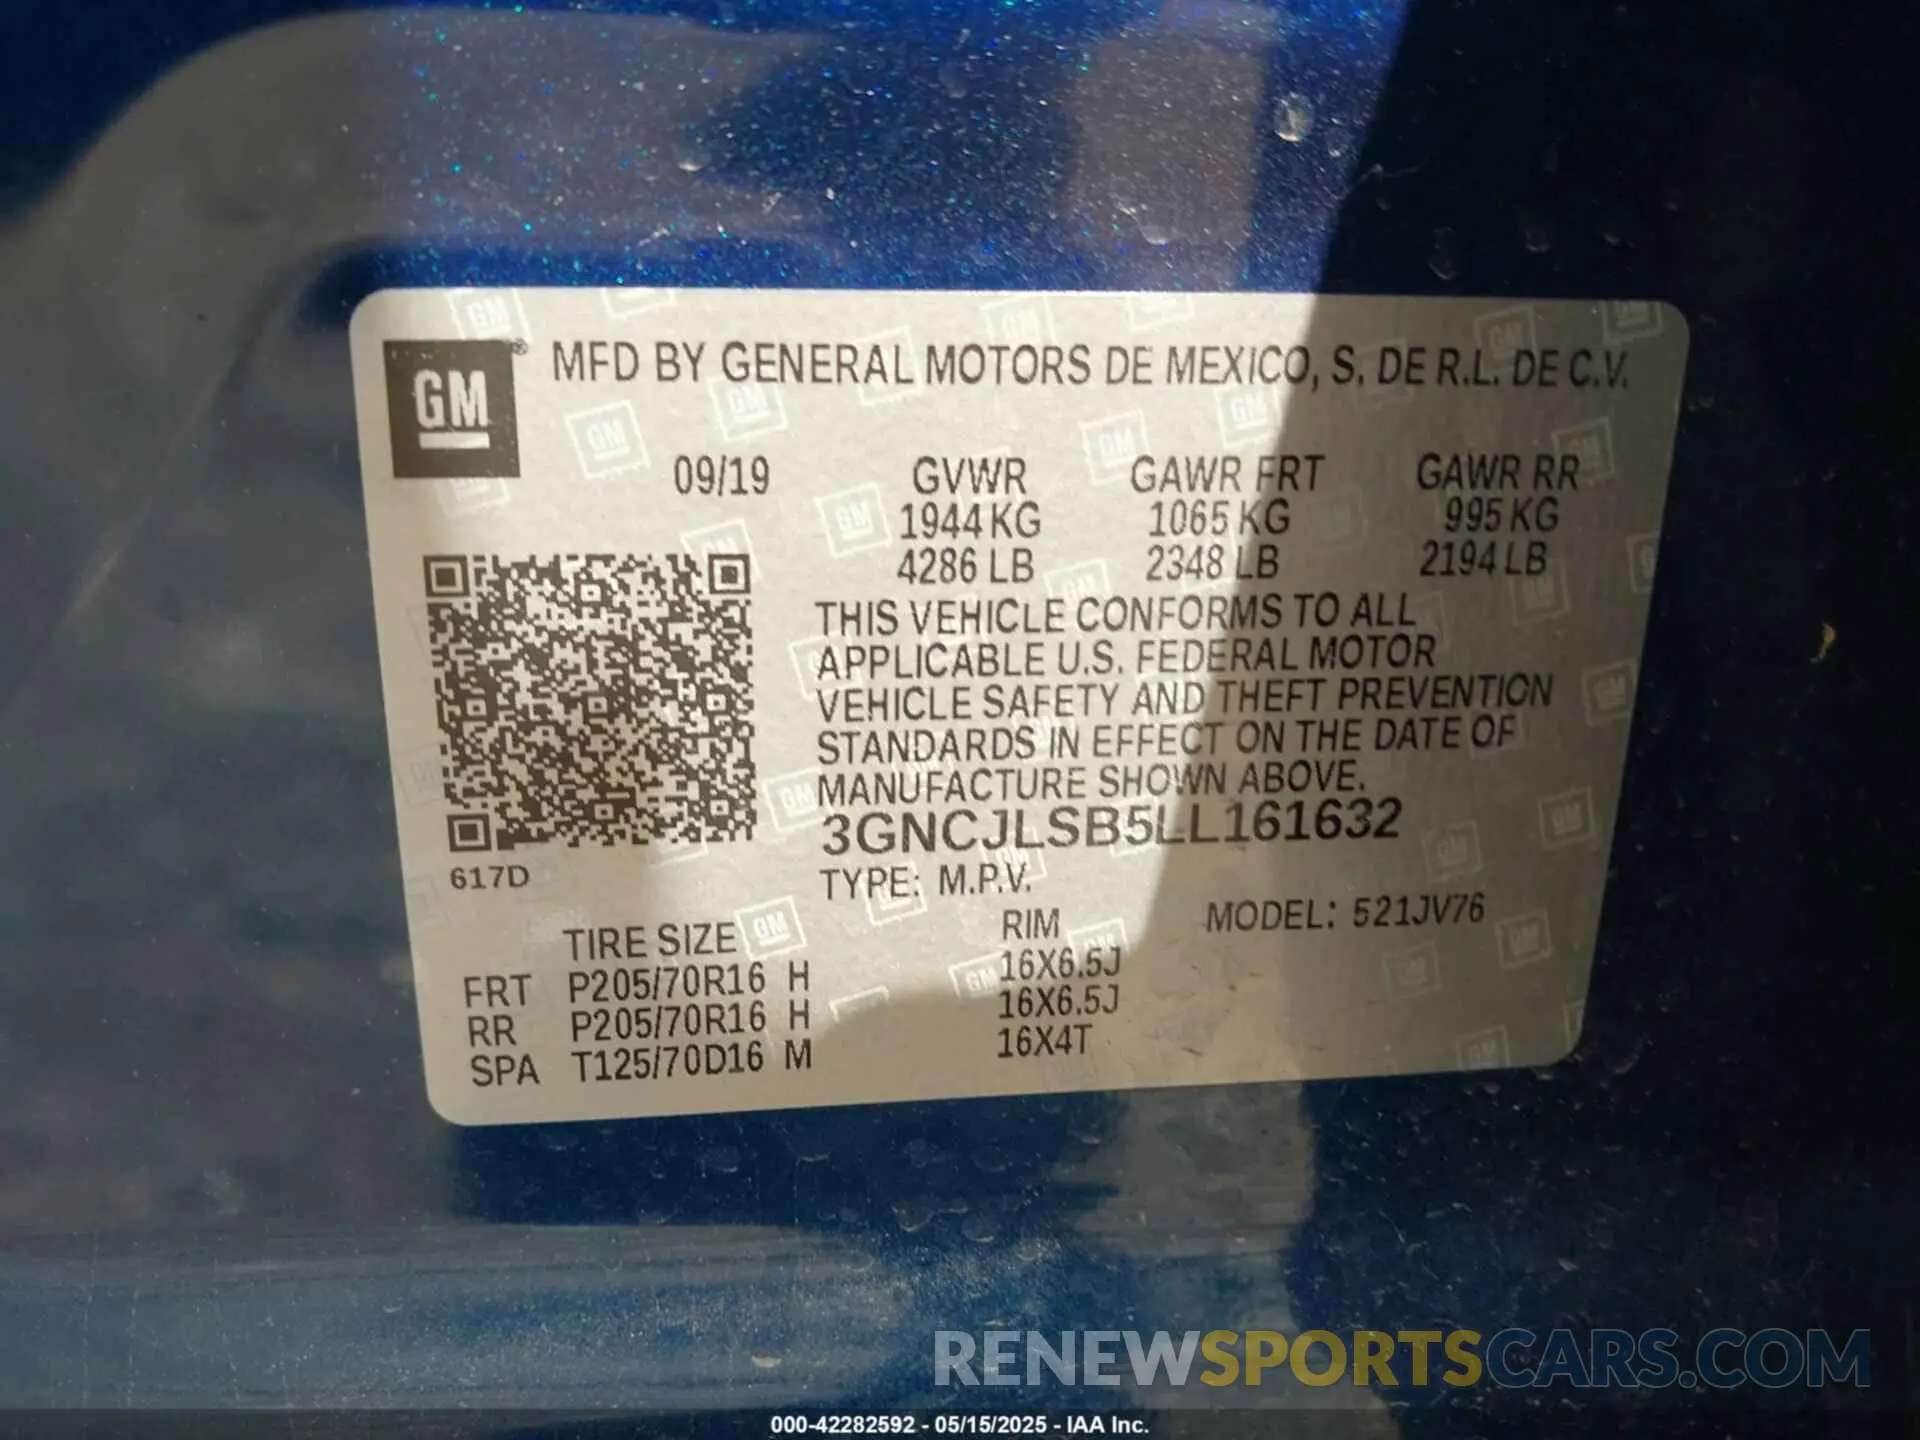 GM ® MFD BY GENERAL MOTORS DE MEXICO, S. DE R.L. DE C.V.
09/19 GVWR GAWR FRT GAWR RR
1944 KG 1065 KG 995 KG
4286 LB 2348 LB 2194 LB
THIS VEHICLE CONFORMS TO ALL
APPLICABLE U.S. FEDERAL MOTOR
VEHICLE SAFETY AND THEFT PREVENTION
STANDARDS IN EFFECT ON THE DATE OF
MANUFACTURE SHOWN ABOVE.
3GNCJLSB5LL161632
617D
TYPE: M.P.V.
MODEL: 521JV76
TIRE SIZE RIM
FRT P205/70R16 H 16X6.5J
RR P205/70R16 H 16X6.5J
SPA T125/70D16 M 16X4T
RENEWSPORTSCARS.COM
000-42282592 - 05/15/2025 - IAA Inc.